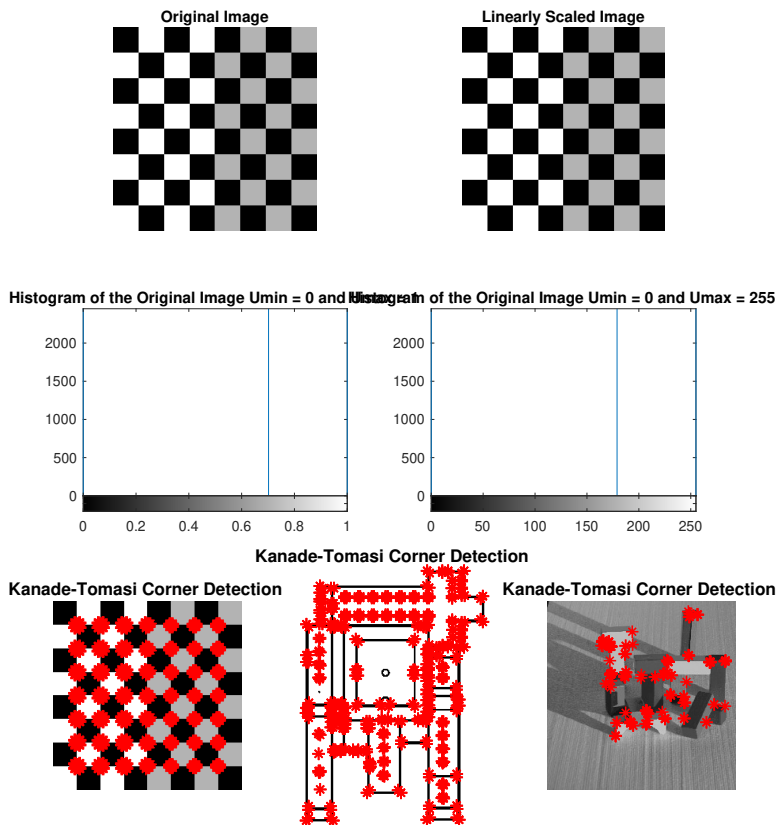 Original Image
Linearly Scaled Image
Histogram of the Original Image Umin = 0 and Umax = 1
Histogram of the Original Image Umin = 0 and Umax = 255
2000
1500
1000
500
0
0 0.2 0.4 0.6 0.8 1
2000
1500
1000
500
0
0 50 100 150 200 250
Kanade-Tomasi Corner Detection
Kanade-Tomasi Corner Detection
Kanade-Tomasi Corner Detection